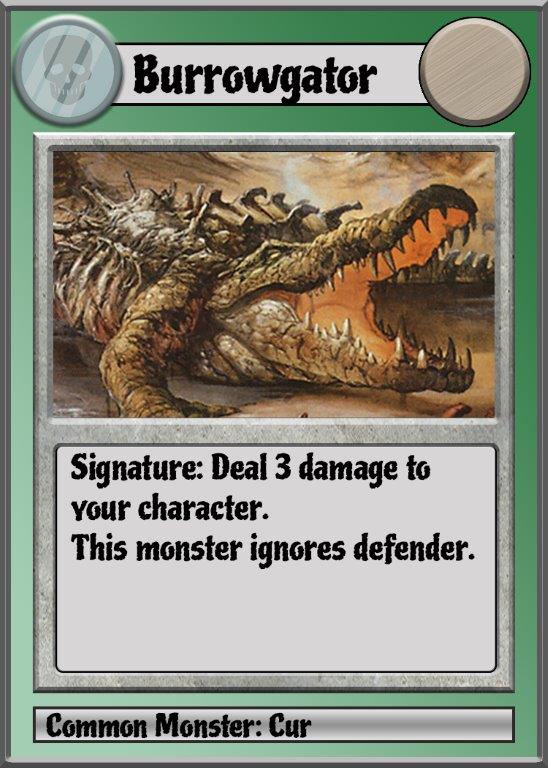 Burrowgator
Signature: Deal 3 damage to
your character.
This monster ignores defender.
Common Monster: Cur